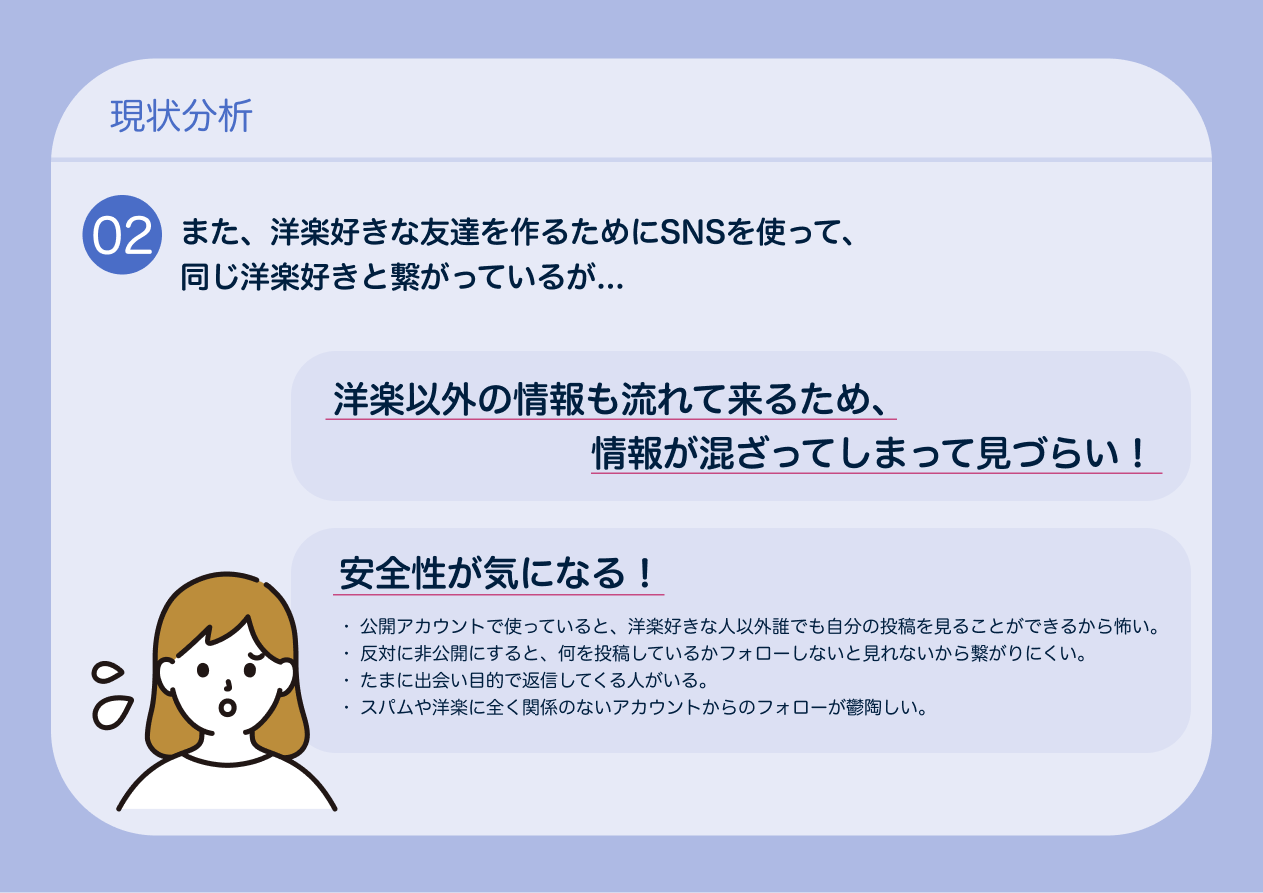 現状分析
02
また、洋楽好きな友達を作るためにSNSを使って、
同じ洋楽好きと繋がっているが...
洋楽以外の情報も流れて来るため、
情報が混ざってしまって見づらい！
安全性が気になる！
・公開アカウントで使っていると、洋楽好きな人以外誰でも自分の投稿を見ることができるから怖い。
・反対に非公開にすると、何を投稿しているかフォローしないと見れないから繋がりにくい。
・たまに出会い目的で返信してくる人がいる。
・スパムや洋楽に全く関係のないアカウントからのフォローが鬱陶しい。